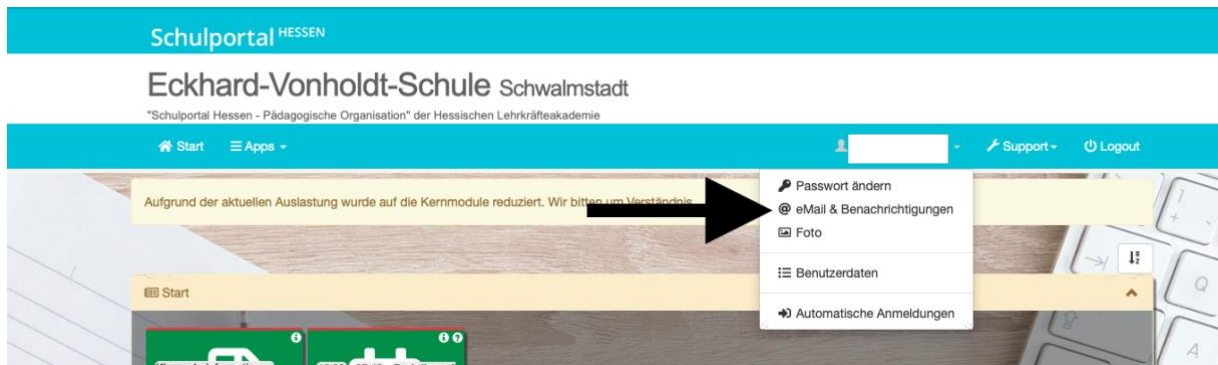 Schulportal HESSEN
Eckhard-Vonholdt-Schule Schwalmstadt
"Schulportal Hessen - Pädagogische Organisation" der Hessischen Lehrkräfteakademie
Start Apps Support Logout
Passwort ändern
Aufgrund der aktuellen Auslastung wurde auf die Kernmodule reduziert. Wir bitten um Verständnis
@ eMail & Benachrichtigungen
Foto
Benutzerdaten
Start
Automatische Anmeldungen